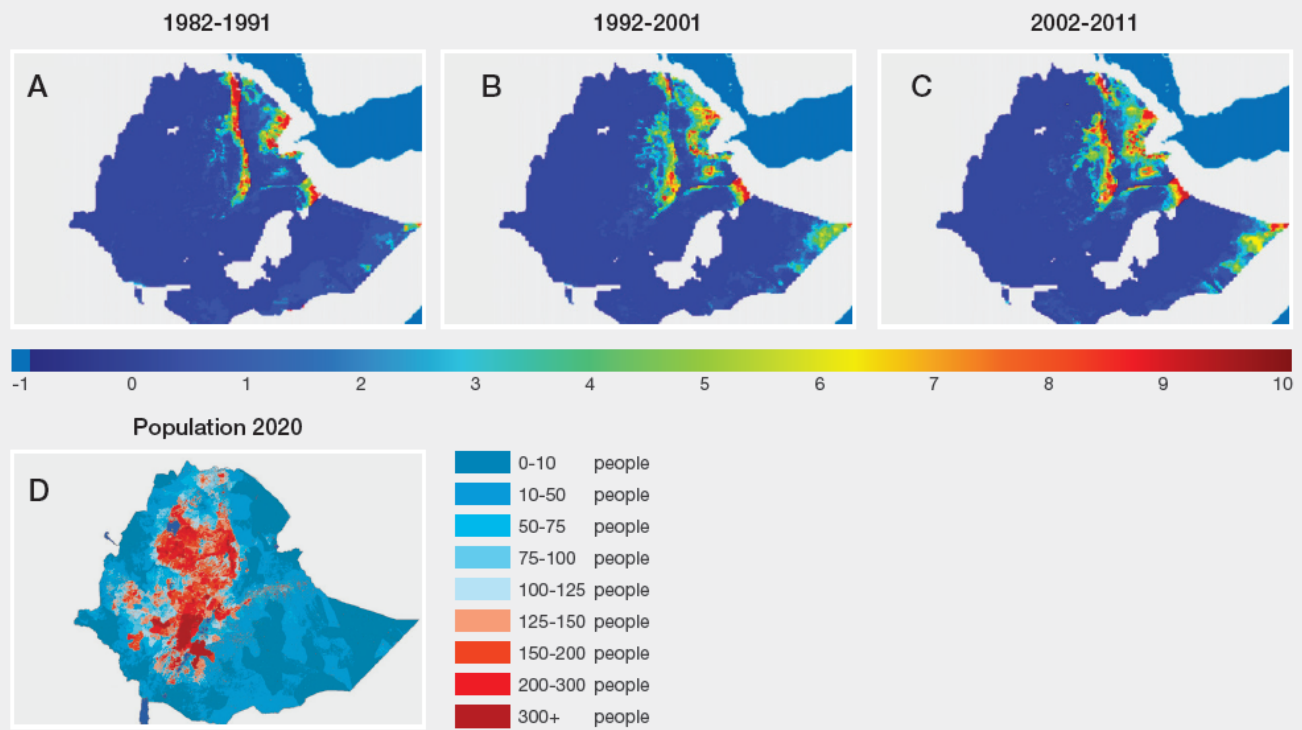 1982-1991
1992-2001
2002-2011
A
B
C
-1 0 1 2 3 4 5 6 7 8 9 10
Population 2020
D
0-10 people
10-50 people
50-75 people
75-100 people
100-125 people
125-150 people
150-200 people
200-300 people
300+ people